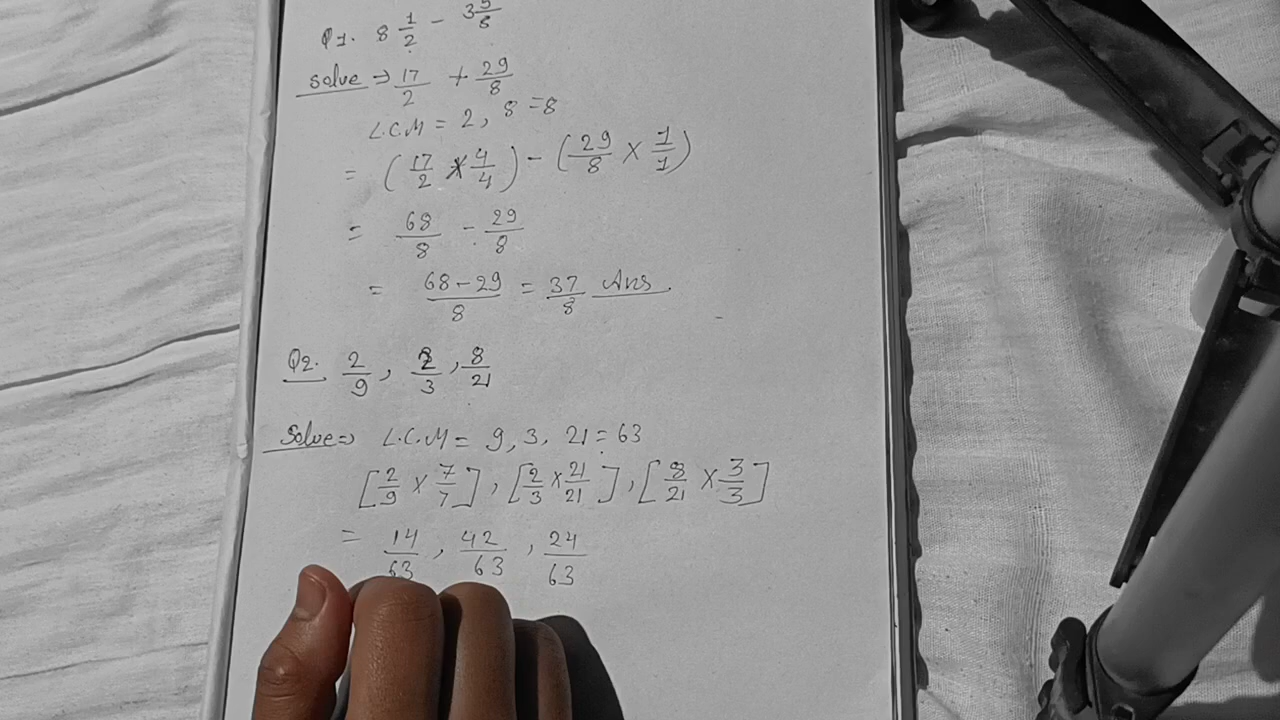 Q1. 8 1/2 - 3 5/8
Solve ⇒ 17/2 + 29/8
L.C.M = 2, 8 = 8
= (17/2 × 4/4) - (29/8 × 1/1)
= 68/8 - 29/8
= 68-29/8 = 37/8 Ans.
Q2. 2/9, 2/3, 8/21
Solve ⇒ L.C.M = 9, 3, 21 = 63
[2/9 × 7/7], [2/3 × 21/21], [8/21 × 3/3]
= 14/63, 42/63, 24/63